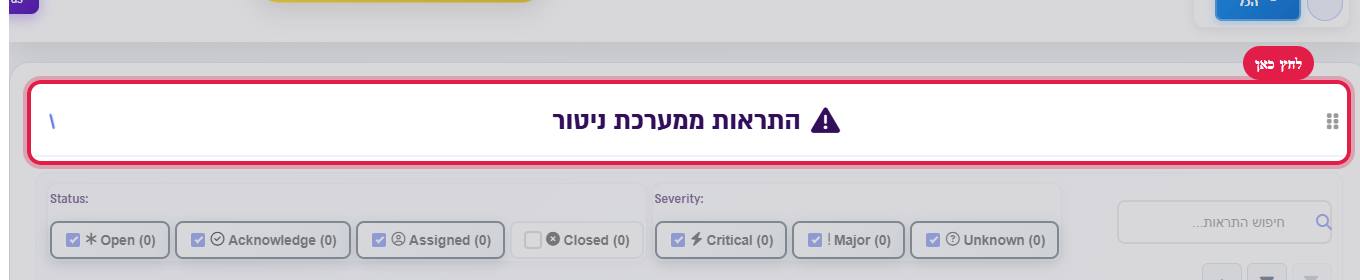 הכל
לחץ כאן
התראות ממערכת ניטור
Status:
Open (0)
Acknowledge (0)
Assigned (0)
Closed (0)
Severity:
Critical (0)
Major (0)
Unknown (0)
חיפוש התראות...